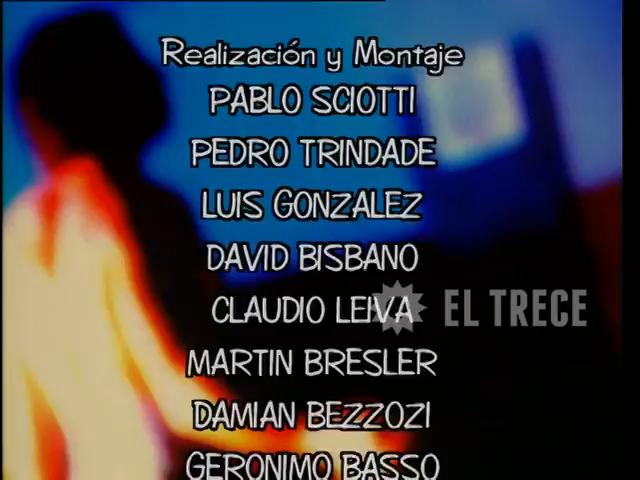 Realización y Montaje
PABLO SCIOTTI
PEDRO TRINDADE
LUIS GONZALEZ
DAVID BISBANO
CLAUDIO LEIVA
EL TRECE
MARTIN BRESLER
DAMIAN BEZZOZI
GERONIMO BASSO